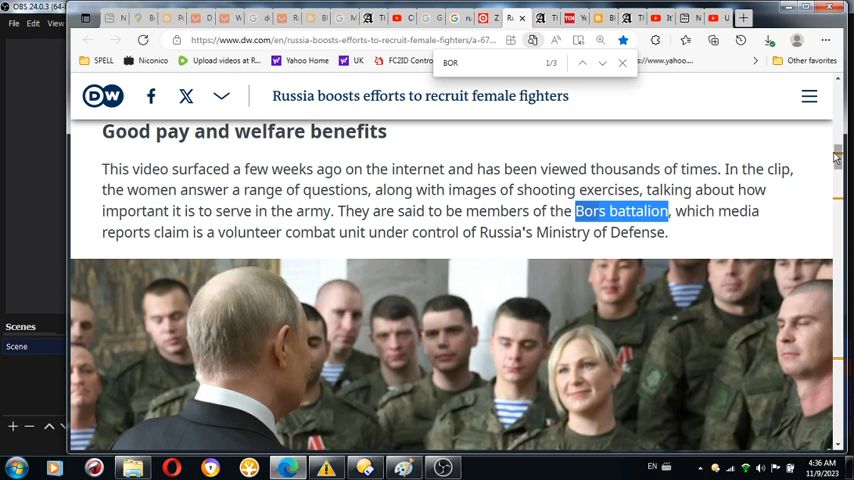 OBS 24.0.3 (64-
File Edit View
https://www.dw.com/en/russia-boosts-efforts-to-recruit-female-fighters/a-67...
BOR 1/3
SPELL Niconico Upload videos at R... Yahoo Home UK FC2ID Control //www.yahoo.... Other favorites
DW Russia boosts efforts to recruit female fighters
Good pay and welfare benefits
This video surfaced a few weeks ago on the internet and has been viewed thousands of times. In the clip,
the women answer a range of questions, along with images of shooting exercises, talking about how
important it is to serve in the army. They are said to be members of the Bors battalion, which media
reports claim is a volunteer combat unit under control of Russia's Ministry of Defense.
Scenes
Scene
EN
4:36 AM
11/9/2023